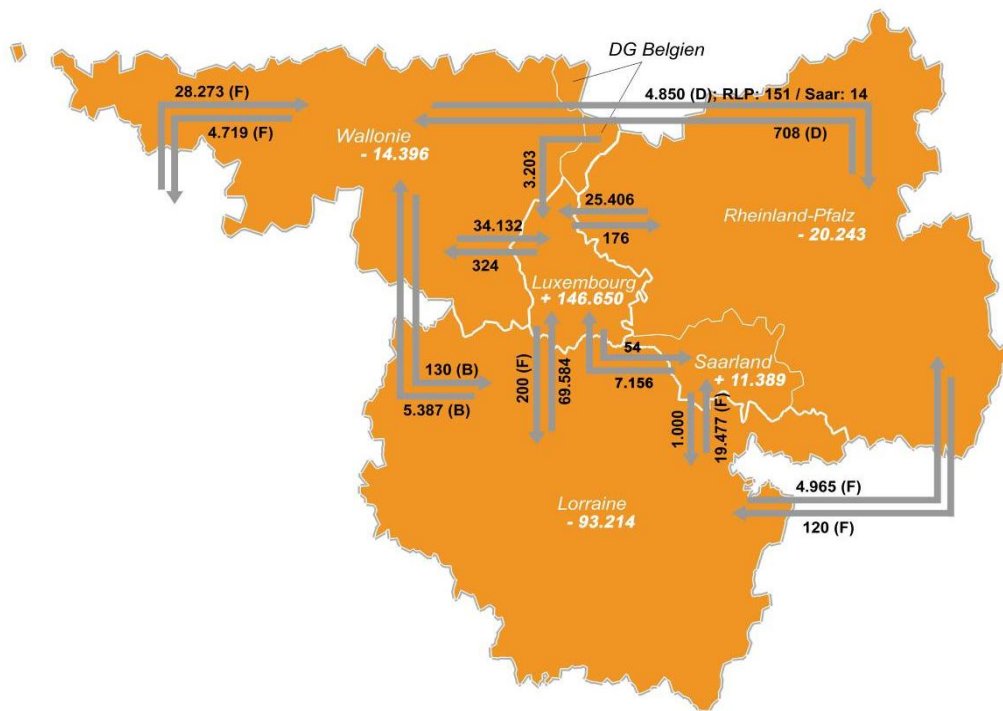 DG Belgien
28.273 (F)
4.719 (F)
4.850 (D); RLP: 151 / Saar: 14
708 (D)
Wallonie
- 14.396
3.203
25.406
176
Rheinland-Pfalz
- 20.243
34.132
324
Luxembourg
+ 146.650
54
7.156
Saarland
+ 11.389
130 (B)
5.387 (B)
200 (F)
69.584
1.000
19.477 (F)
Lorraine
- 93.214
4.965 (F)
120 (F)